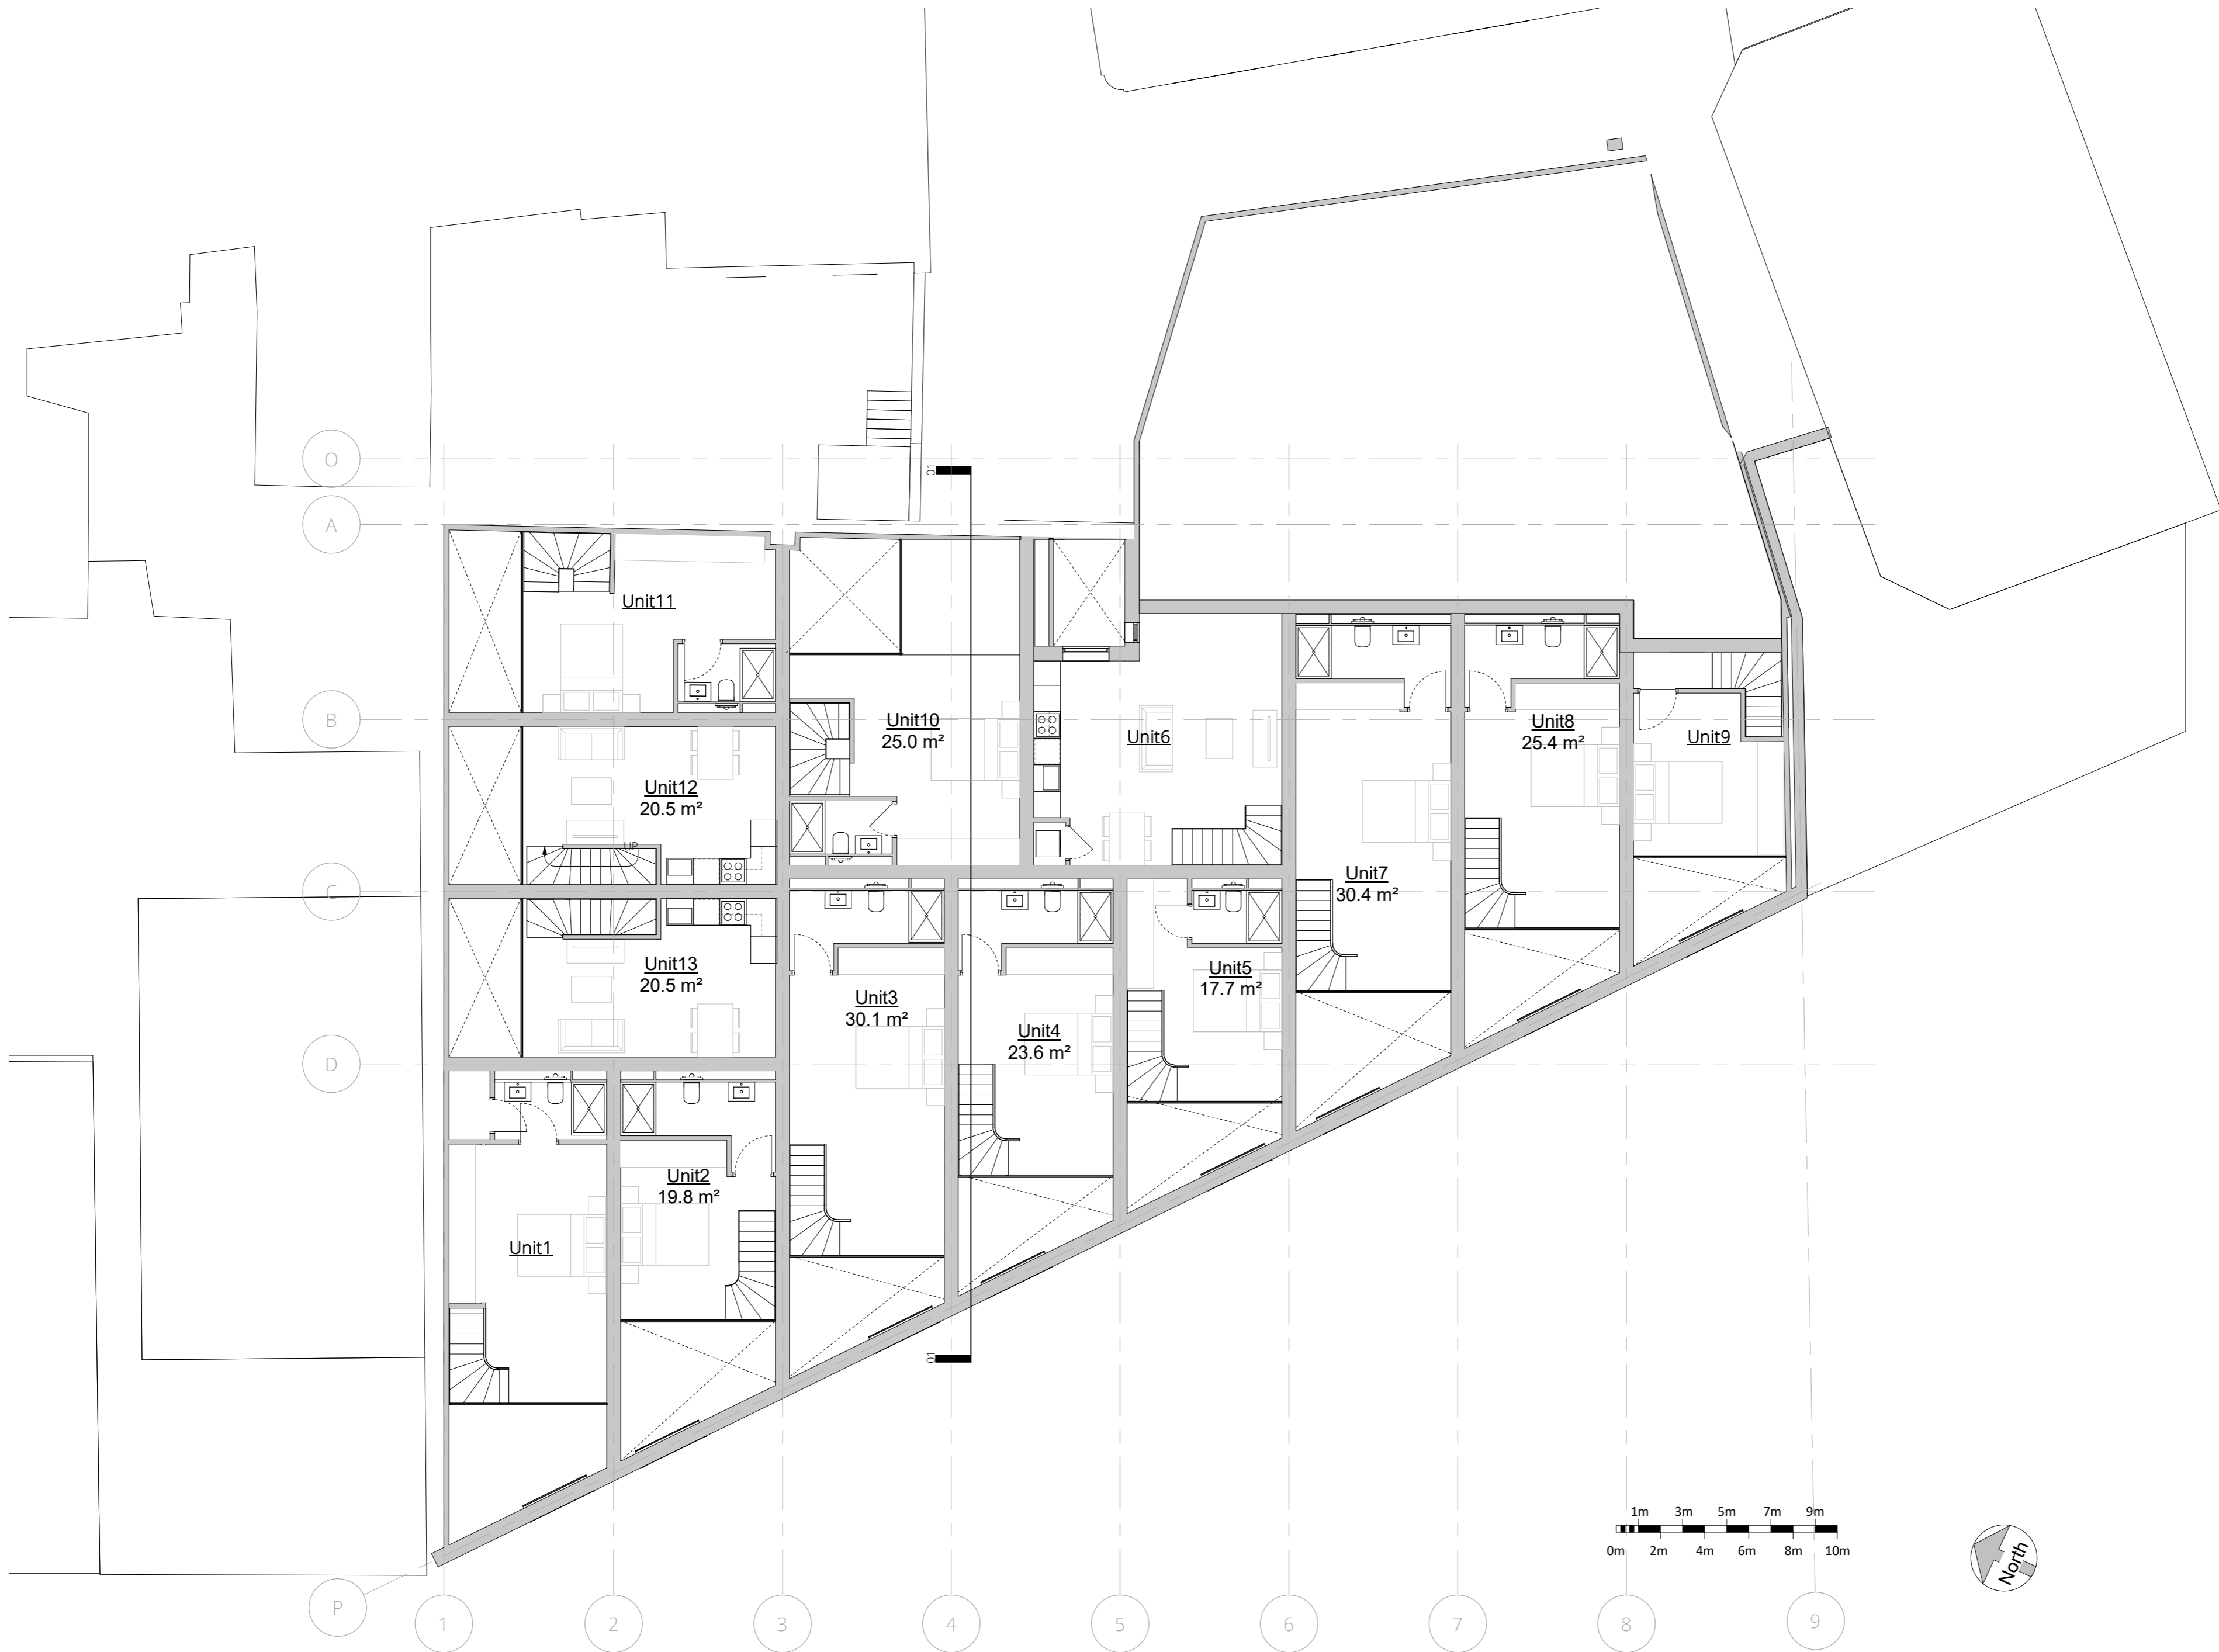 O
01
A
Unit11
B
Unit10
25.0 m²
Unit6
Unit8
25.4 m²
Unit9
Unit12
20.5 m²
UP
C
Unit7
30.4 m²
Unit13
20.5 m²
Unit3
30.1 m²
Unit4
23.6 m²
Unit5
17.7 m²
D
Unit2
19.8 m²
Unit1
01
1m 3m 5m 7m 9m
0m 2m 4m 6m 8m 10m
North
P
1 2 3 4 5 6 7 8 9